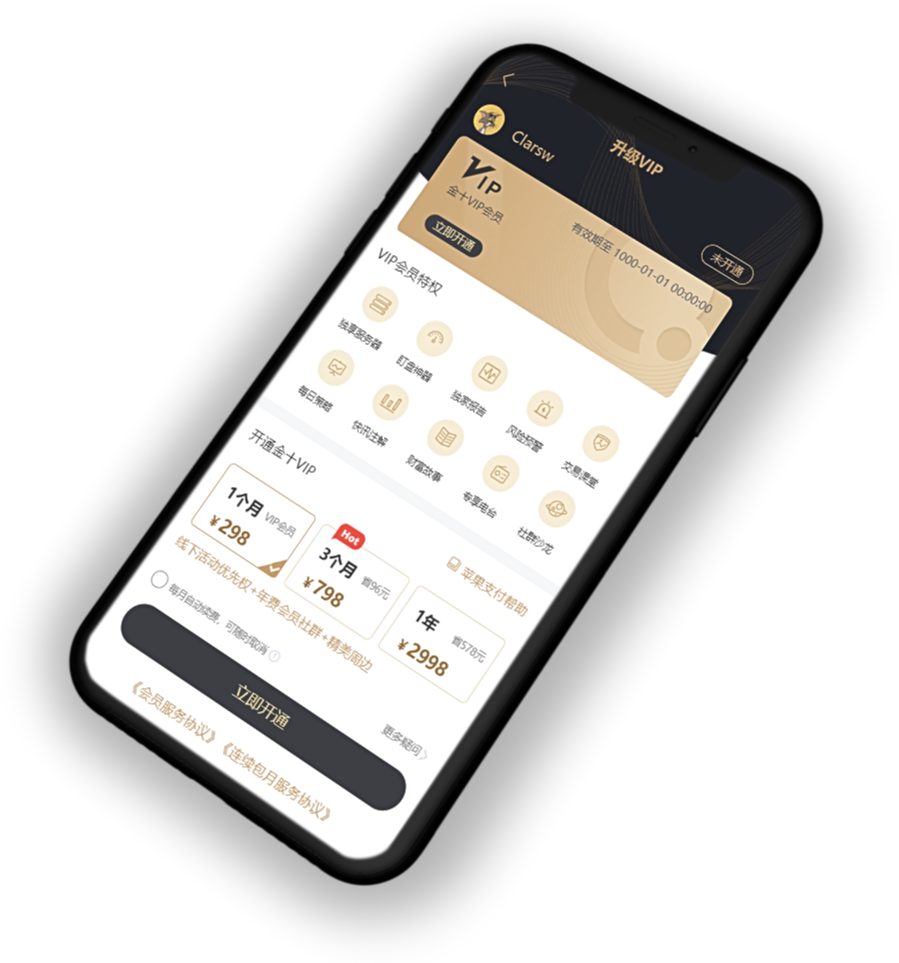 升级VIP
Clarsw
未开通
VIP
金十VIP会员
有效期至 1000-01-01 00:00:00
立即开通
VIP会员特权
独享服务器
盯盘神器
独家报告
风险预警
交易课堂
每日策略
快讯注解
财富故事
专享电台
社群沙龙
开通金十VIP
苹果支付帮助
1个月 VIP会员
¥298
Hot
3个月 省96元
¥798
1年 省578元
¥2998
线下活动优先权+年费会员社群+精美周边
每月自动续费，可随时取消
更多疑问
立即开通
《会员服务协议》《连续包月服务协议》